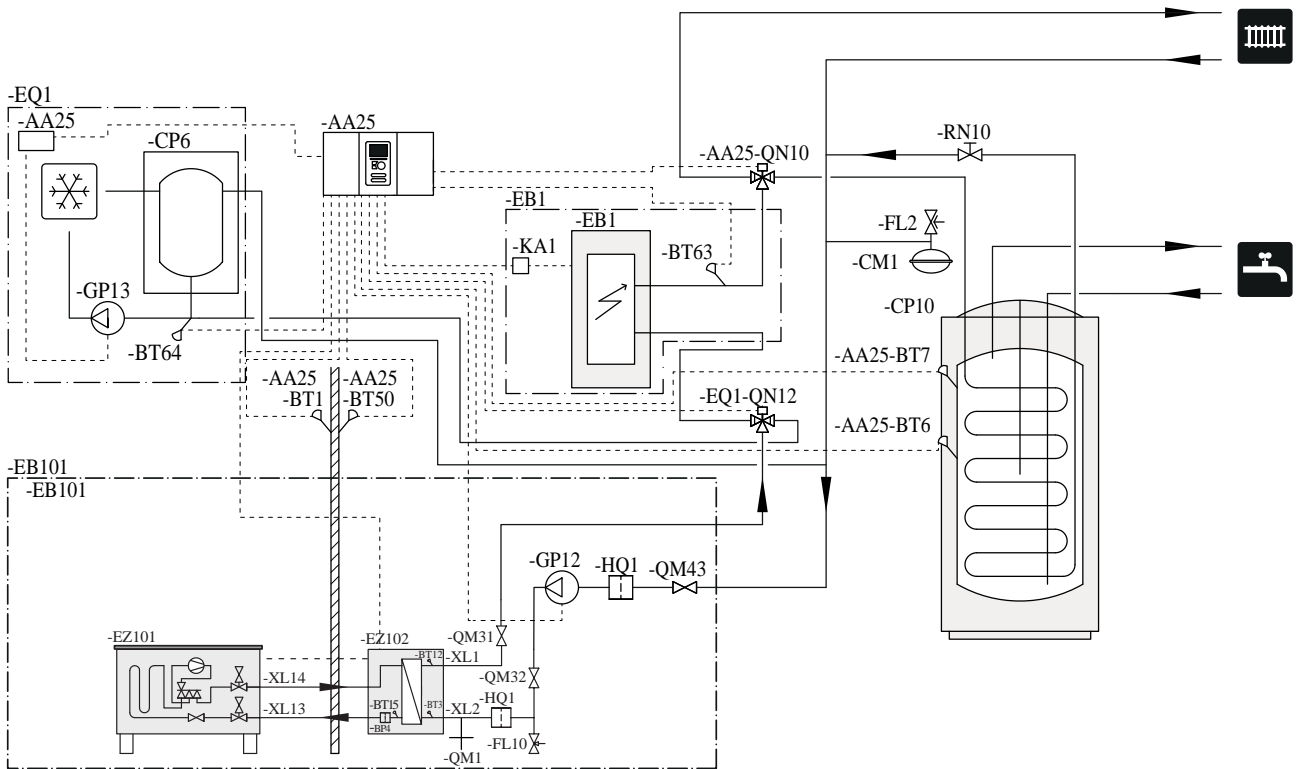 -EQ1
-AA25
-CP6
-GP13
-BT64
-AA25
-AA25
-BT1
-AA25
-BT50
-EB1
-EB1
-KA1
-BT63
-AA25-QN10
-EQ1-QN12
-RN10
-FL2
-CM1
-CP10
-AA25-BT7
-AA25-BT6
-EB101
-EB101
-GP12
-HQ1
-QM43
-EZ101
-XL14
-XL13
-EZ102
-BT12
-XL1
-QM31
-QM32
-BT15
-BP4
-BT3
-XL2
-HQ1
-QM1
-FL10